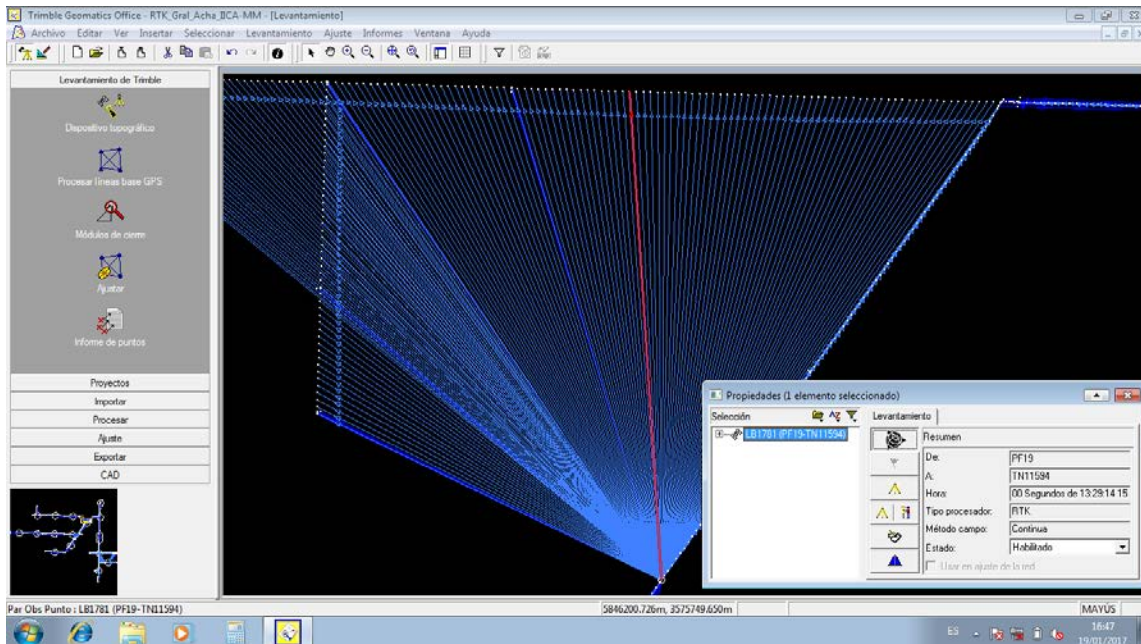 Trimble Geomatics Office - RTK_Gral_Acha_IICA-MM - [Levantamiento]
Archivo Editar Ver Insertar Seleccionar Levantamiento Ajuste Informes Ventana Ayuda
Levantamiento de Trimble
Dispositivo topográfico
Procesar líneas base GPS
Módulos de cierre
Ajustar
Informe de puntos
Proyectos
Importar
Procesar
Ajuste
Exportar
CAD
Propiedades (1 elemento seleccionado)
Selección
LB1781 (PF19-TN11594)
Levantamiento
Resumen
De: PF19
A: TN11594
Hora: 00 Segundos de 13:29:14 15
Tipo procesador: RTK
Método campo: Continua
Estado: Habilitado
Usar en ajuste de la red
Par Obs Punto : LB1781 (PF19-TN11594)
5846200.726m, 3575749.650m
MAYÚS
ES
16:47
19/01/2017